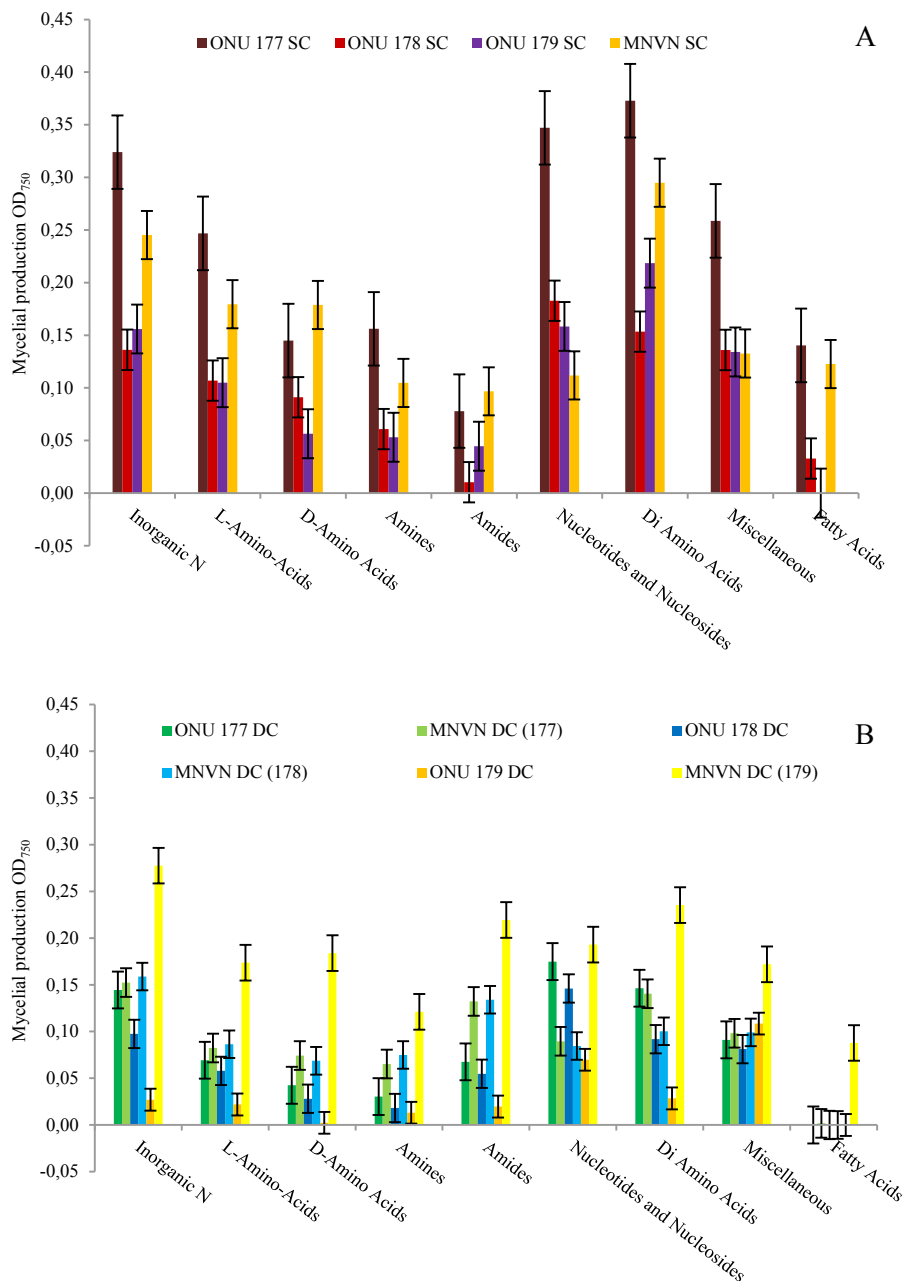 A
ONU 177 SC ONU 178 SC ONU 179 SC MNVN SC
Mycelial production OD750
0,45
0,40
0,35
0,30
0,25
0,20
0,15
0,10
0,05
0,00
-0,05
Inorganic N
L-Amino-Acids
D-Amino Acids
Amines
Amides
Nucleotides and Nucleosides
Di Amino Acids
Miscellaneous
Fatty Acids
B
ONU 177 DC MNVN DC (177) ONU 178 DC
MNVN DC (178) ONU 179 DC MNVN DC (179)
Mycelial production OD750
0,45
0,40
0,35
0,30
0,25
0,20
0,15
0,10
0,05
0,00
-0,05
Inorganic N
L-Amino-Acids
D-Amino Acids
Amines
Amides
Nucleotides and Nucleosides
Di Amino Acids
Miscellaneous
Fatty Acids